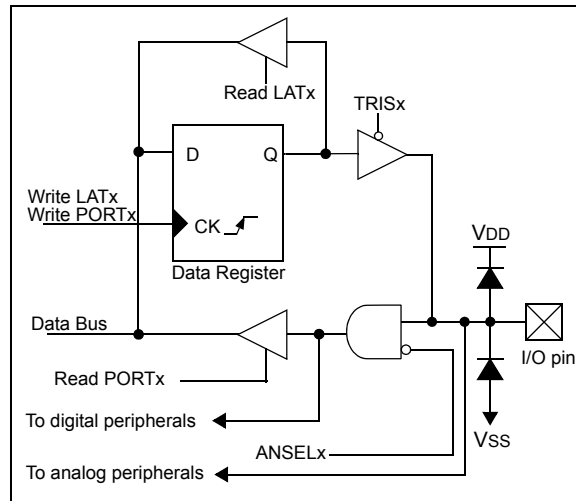 Read LATx
TRISx
D Q
Write LATx
Write PORTx
CK
Data Register
VDD
Data Bus
I/O pin
Read PORTx
To digital peripherals
VSS
ANSELx
To analog peripherals